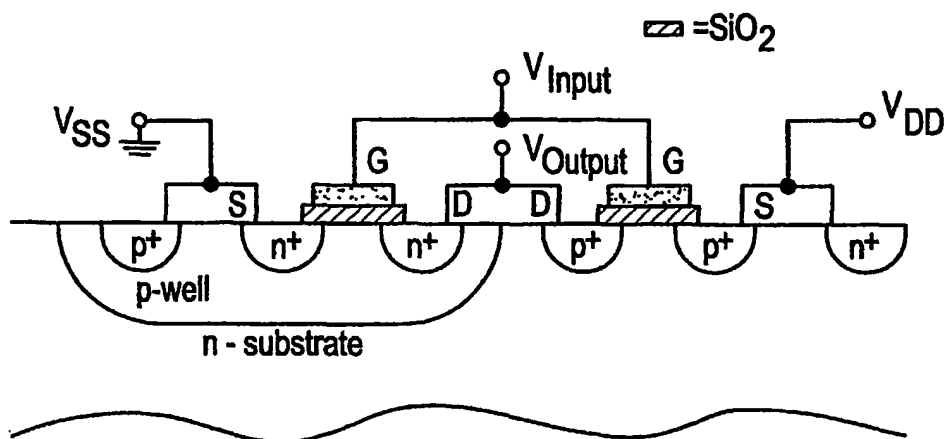 =SiO2
VInput
VSS
VDD
VOutput
G
G
S
D
D
S
p+
n+
n+
p+
p+
n+
p-well
n - substrate